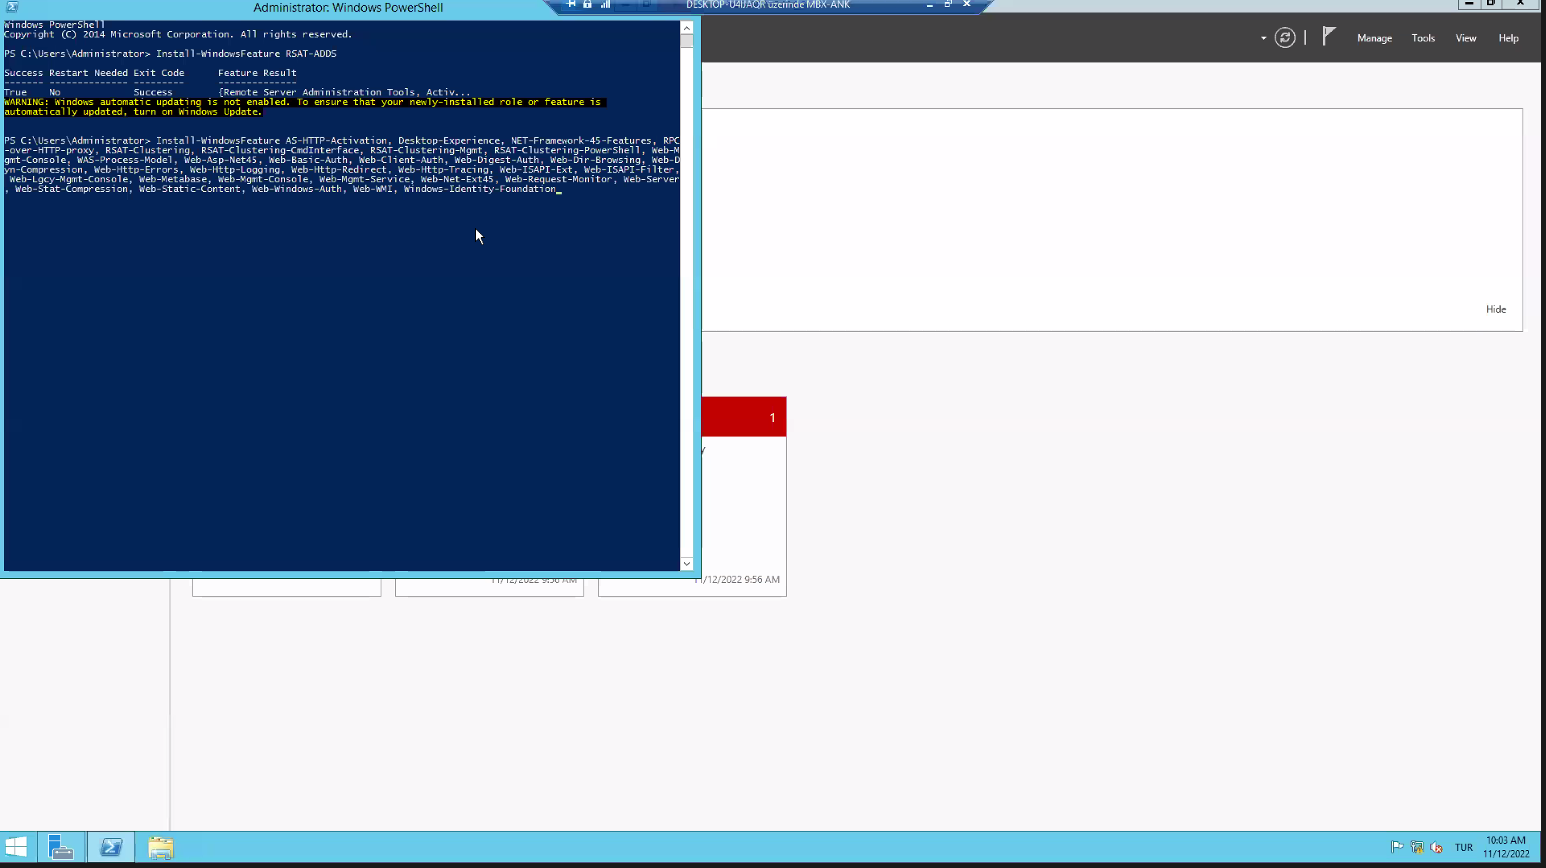 Administrator: Windows PowerShell
DESKTOP-U4IJAQR üzerinde MBX-ANK
Manage Tools View Help
Windows PowerShell
Copyright (C) 2014 Microsoft Corporation. All rights reserved.
PS C:\Users\Administrator> Install-WindowsFeature RSAT-ADDS
Success Restart Needed Exit Code Feature Result
------- -------------- --------- --------------
True No Success {Remote Server Administration Tools, Activ...
WARNING: Windows automatic updating is not enabled. To ensure that your newly-installed role or feature is
automatically updated, turn on Windows Update.
PS C:\Users\Administrator> Install-WindowsFeature AS-HTTP-Activation, Desktop-Experience, NET-Framework-45-Features, RPC
-over-HTTP-proxy, RSAT-Clustering, RSAT-Clustering-CmdInterface, RSAT-Clustering-Mgmt, RSAT-Clustering-PowerShell, Web-M
gmt-Console, WAS-Process-Model, Web-Asp-Net45, Web-Basic-Auth, Web-Client-Auth, Web-Digest-Auth, Web-Dir-Browsing, Web-D
yn-Compression, Web-Http-Errors, Web-Http-Logging, Web-Http-Redirect, Web-Http-Tracing, Web-ISAPI-Ext, Web-ISAPI-Filter,
Web-Lgcy-Mgmt-Console, Web-Metabase, Web-Mgmt-Console, Web-Mgmt-Service, Web-Net-Ext45, Web-Request-Monitor, Web-Server
, Web-Stat-Compression, Web-Static-Content, Web-Windows-Auth, Web-WMI, Windows-Identity-Foundation_
Hide
1
y
11/12/2022 9:56 AM
11/12/2022 9:56 AM
TUR
10:03 AM
11/12/2022